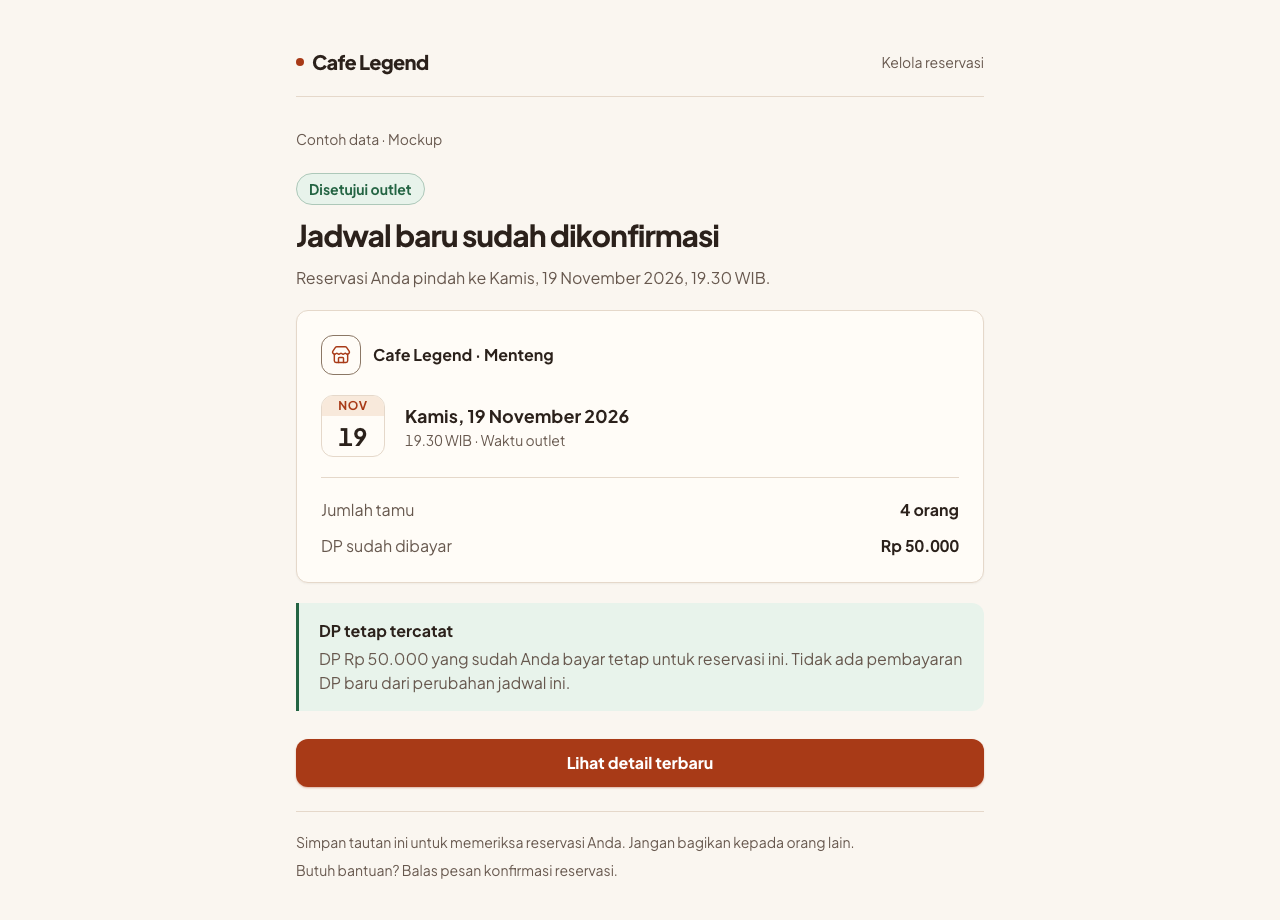 Cafe Legend
Kelola reservasi
Contoh data · Mockup
Disetujui outlet
Jadwal baru sudah dikonfirmasi
Reservasi Anda pindah ke Kamis, 19 November 2026, 19.30 WIB.
Cafe Legend · Menteng
NOV
19
Kamis, 19 November 2026
19.30 WIB · Waktu outlet
Jumlah tamu
4 orang
DP sudah dibayar
Rp 50.000
DP tetap tercatat
DP Rp 50.000 yang sudah Anda bayar tetap untuk reservasi ini. Tidak ada pembayaran
DP baru dari perubahan jadwal ini.
Lihat detail terbaru
Simpan tautan ini untuk memeriksa reservasi Anda. Jangan bagikan kepada orang lain.
Butuh bantuan? Balas pesan konfirmasi reservasi.